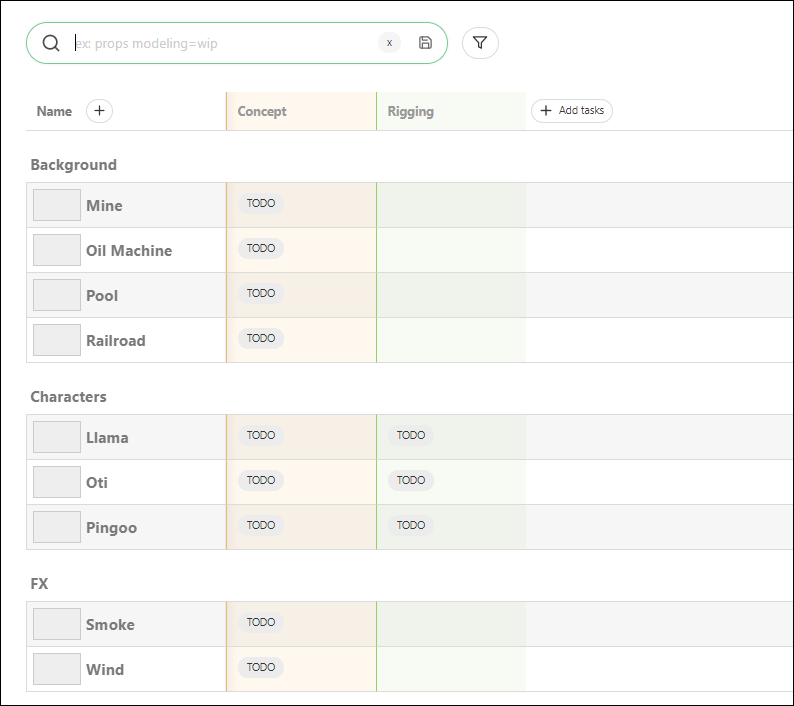 ex: props modeling=wip x
Name + Concept Rigging + Add tasks
Background
Mine TODO
Oil Machine TODO
Pool TODO
Railroad TODO
Characters
Llama TODO TODO
Oti TODO TODO
Pingoo TODO TODO
FX
Smoke TODO
Wind TODO